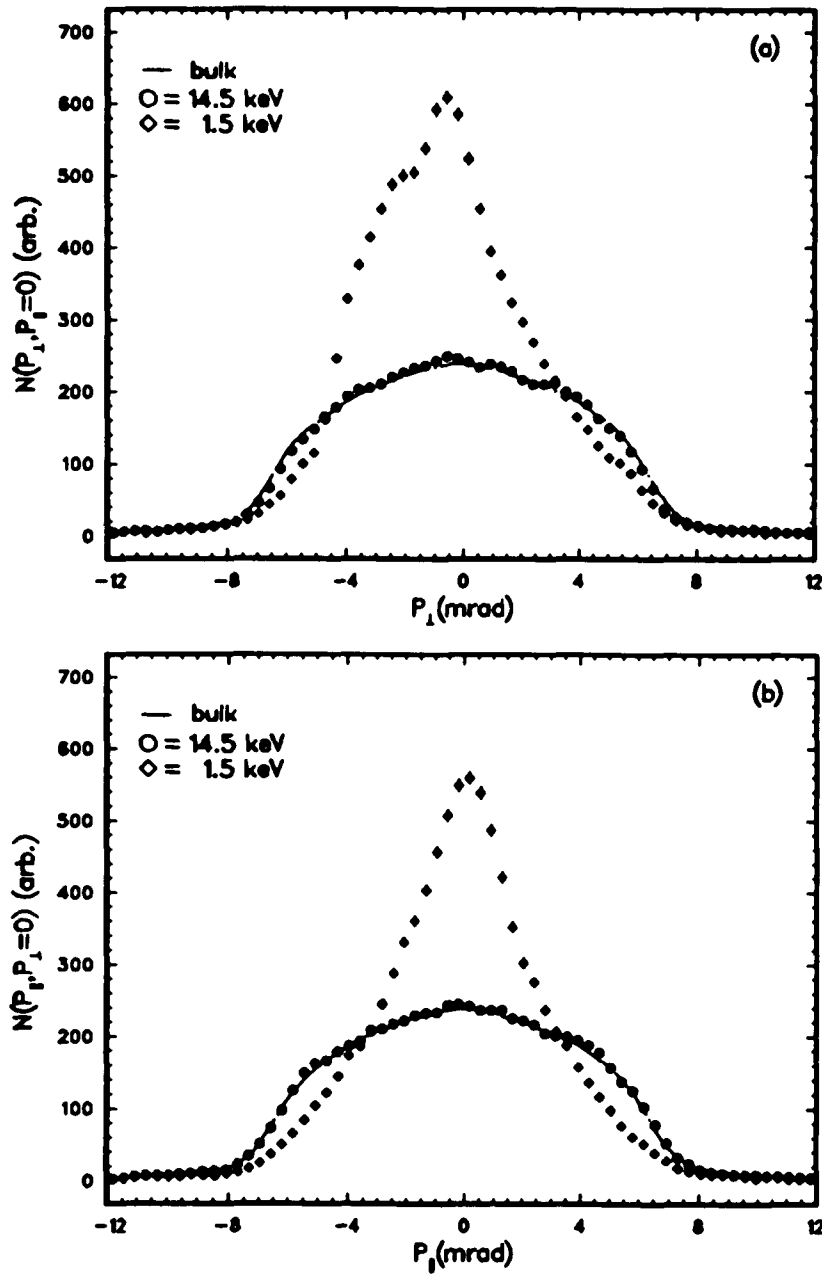 (a)
— bulk
○ = 14.5 keV
◇ = 1.5 keV
N(P⊥,P∥=0) (arb.)
700
600
500
400
300
200
100
0
-12 -8 -4 0 4 8 12
P⊥(mrad)
(b)
— bulk
○ = 14.5 keV
◇ = 1.5 keV
N(P∥,P⊥=0) (arb.)
700
600
500
400
300
200
100
0
-12 -8 -4 0 4 8 12
P∥(mrad)